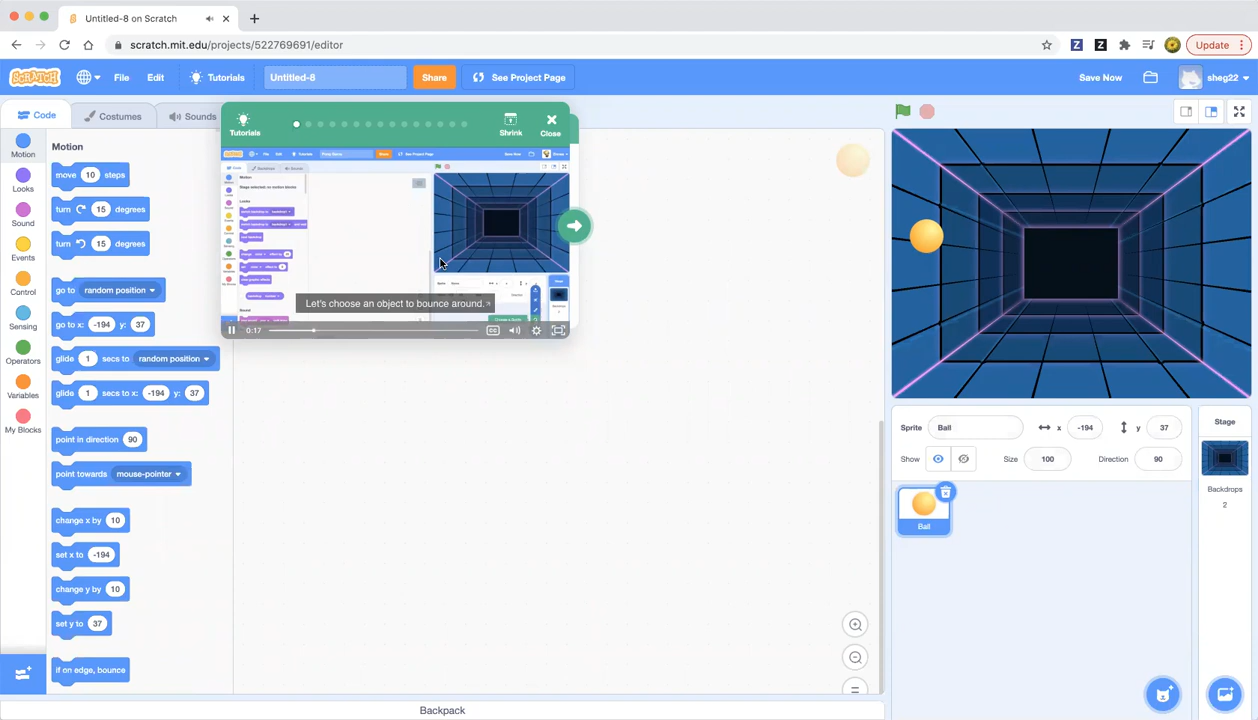 Untitled-8 on Scratch
scratch.mit.edu/projects/522769691/editor
Update
SCRATCH
File
Edit
Tutorials
Untitled-8
Share
See Project Page
Save Now
sheg22
Code
Costumes
Sounds
Tutorials
Shrink
Close
Motion
Looks
Sound
Events
Control
Sensing
Operators
Variables
My Blocks
Motion
move 10 steps
turn 15 degrees
turn 15 degrees
go to random position
go to x: -194 y: 37
glide 1 secs to random position
glide 1 secs to x: -194 y: 37
point in direction 90
point towards mouse-pointer
change x by 10
set x to -194
change y by 10
set y to 37
if on edge, bounce
Let's choose an object to bounce around.
0:17
CC
Sprite Ball x -194 y 37
Show Size 100 Direction 90
Ball
Stage
Backdrops
2
Backpack